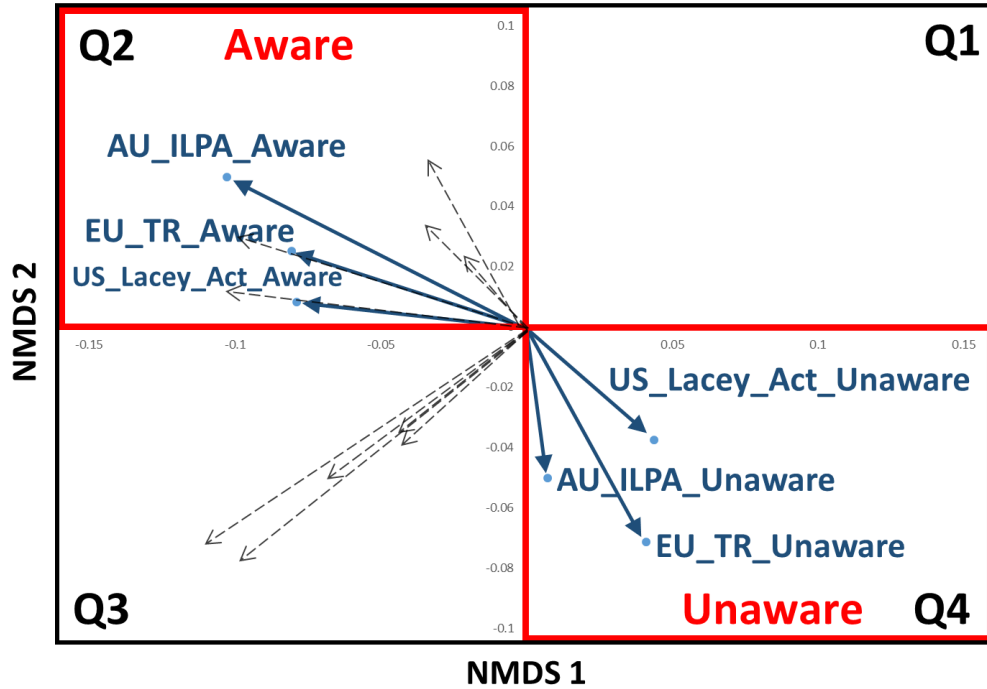 Q2
Aware
Q1
0.1
0.08
0.06
0.04
0.02
AU_ILPA_Aware
EU_TR_Aware
US_Lacey_Act_Aware
-0.15
-0.1
-0.05
0.05
0.1
0.15
-0.02
-0.04
-0.06
-0.08
-0.1
US_Lacey_Act_Unaware
AU_ILPA_Unaware
EU_TR_Unaware
Q3
Unaware
Q4
NMDS 2
NMDS 1